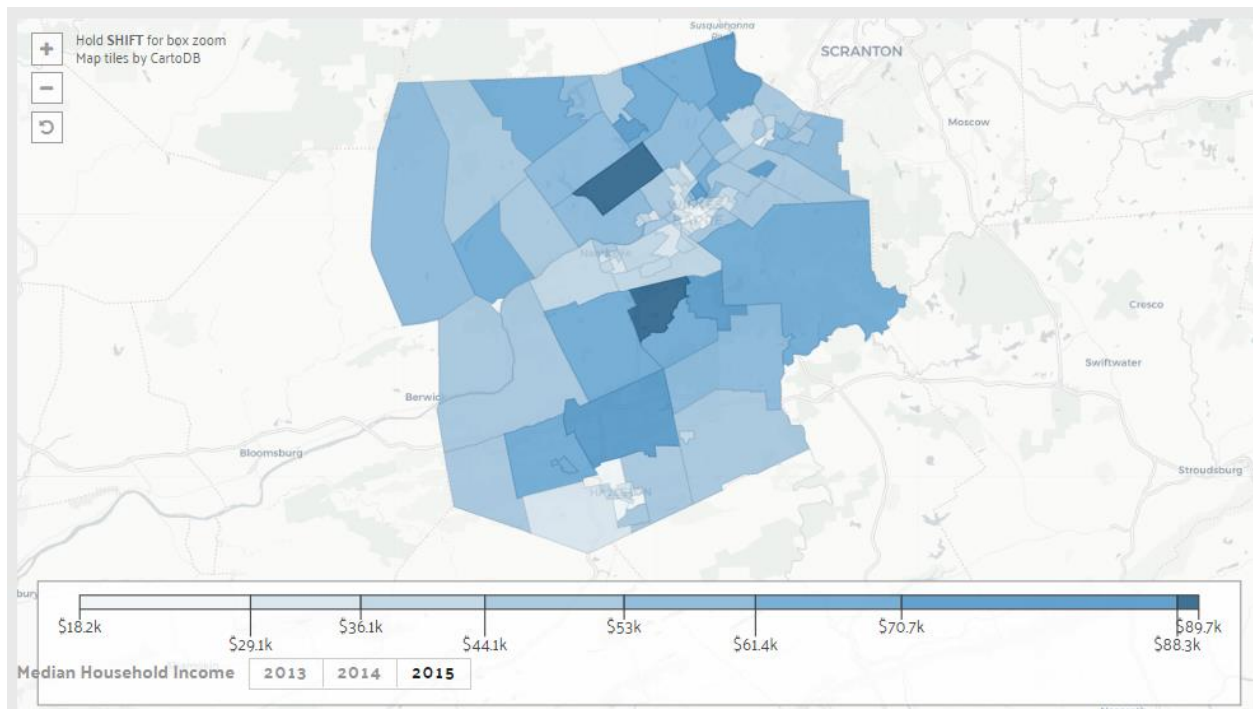 Susquehanna
SCRANTON
+
Hold SHIFT for box zoom
Map tiles by CartoDB
−
Moscow
Cresco
Swiftwater
Berwick
Bloomsburg
Stroudsburg
bury
$18.2k
$29.1k
$36.1k
$44.1k
$53k
$61.4k
$70.7k
$88.3k
$89.7k
Median Household Income
2013
2014
2015